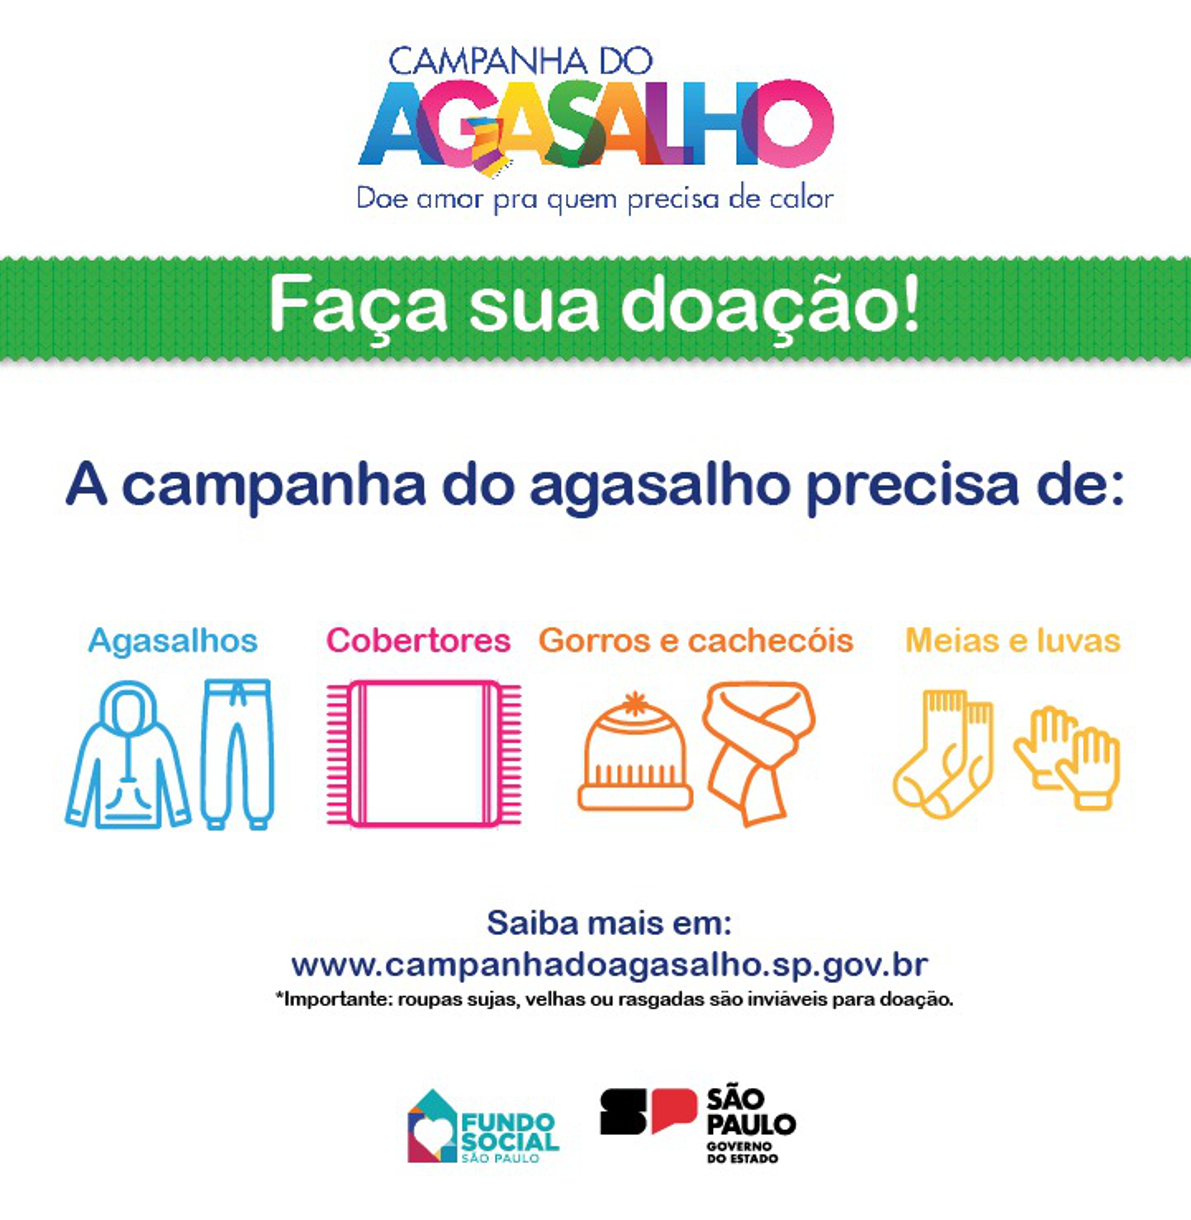 CAMPANHA DO
AGASALHO
Doe amor pra quem precisa de calor
Faça sua doação!
A campanha do agasalho precisa de:
Agasalhos
Cobertores
Gorros e cachecóis
Meias e luvas
Saiba mais em:
www.campanhadoagasalho.sp.gov.br
*Importante: roupas sujas, velhas ou rasgadas são inviáveis para doação.
FUNDO
SOCIAL
SÃO PAULO
SP
SÃO
PAULO
GOVERNO
DO ESTADO